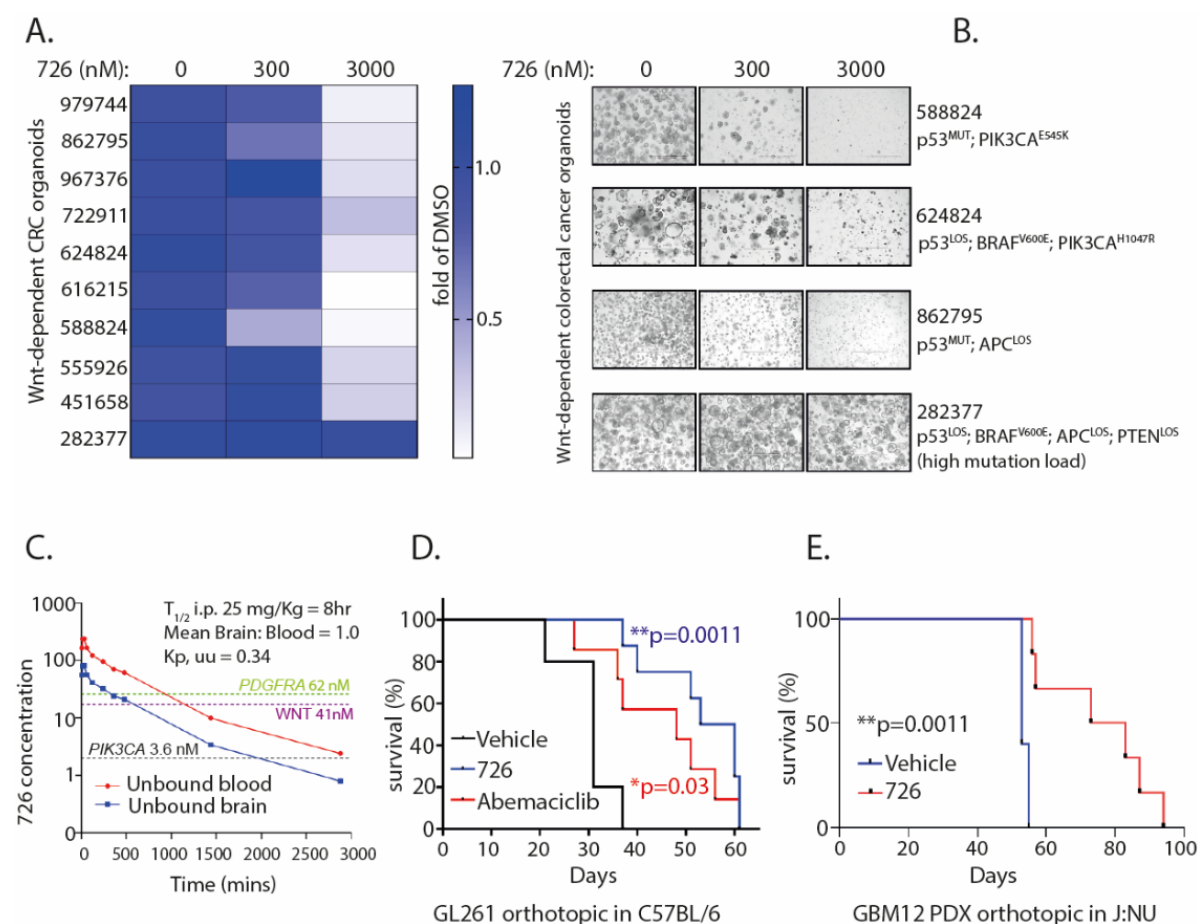 A.
726 (nM): 0 300 3000
Wnt-dependent CRC organoids
979744
862795
967376
722911
624824
616215
588824
555926
451658
282377
1.0
0.5
fold of DMSO
B.
726 (nM): 0 300 3000
Wnt-dependent colorectal cancer organoids
588824
p53MUT; PIK3CAE545K
624824
p53LOS; BRAFV600E; PIK3CAH1047R
862795
p53MUT; APCLOS
282377
p53LOS; BRAFV600E; APCLOS; PTENLOS
(high mutation load)
C.
726 concentration
1000
100
10
1
0
T1/2 i.p. 25 mg/Kg = 8hr
Mean Brain: Blood = 1.0
Kp, uu = 0.34
PDGFRA 62 nM
WNT 41nM
PIK3CA 3.6 nM
Unbound blood
Unbound brain
0 500 1000 1500 2000 2500 3000
Time (mins)
D.
survival (%)
100
80
60
40
20
0
**p=0.0011
Vehicle
726
Abemaciclib
*p=0.03
0 10 20 30 40 50 60
Days
GL261 orthotopic in C57BL/6
E.
survival (%)
100
50
0
**p=0.0011
Vehicle
726
0 20 40 60 80 100
Days
GBM12 PDX orthotopic in J:NU